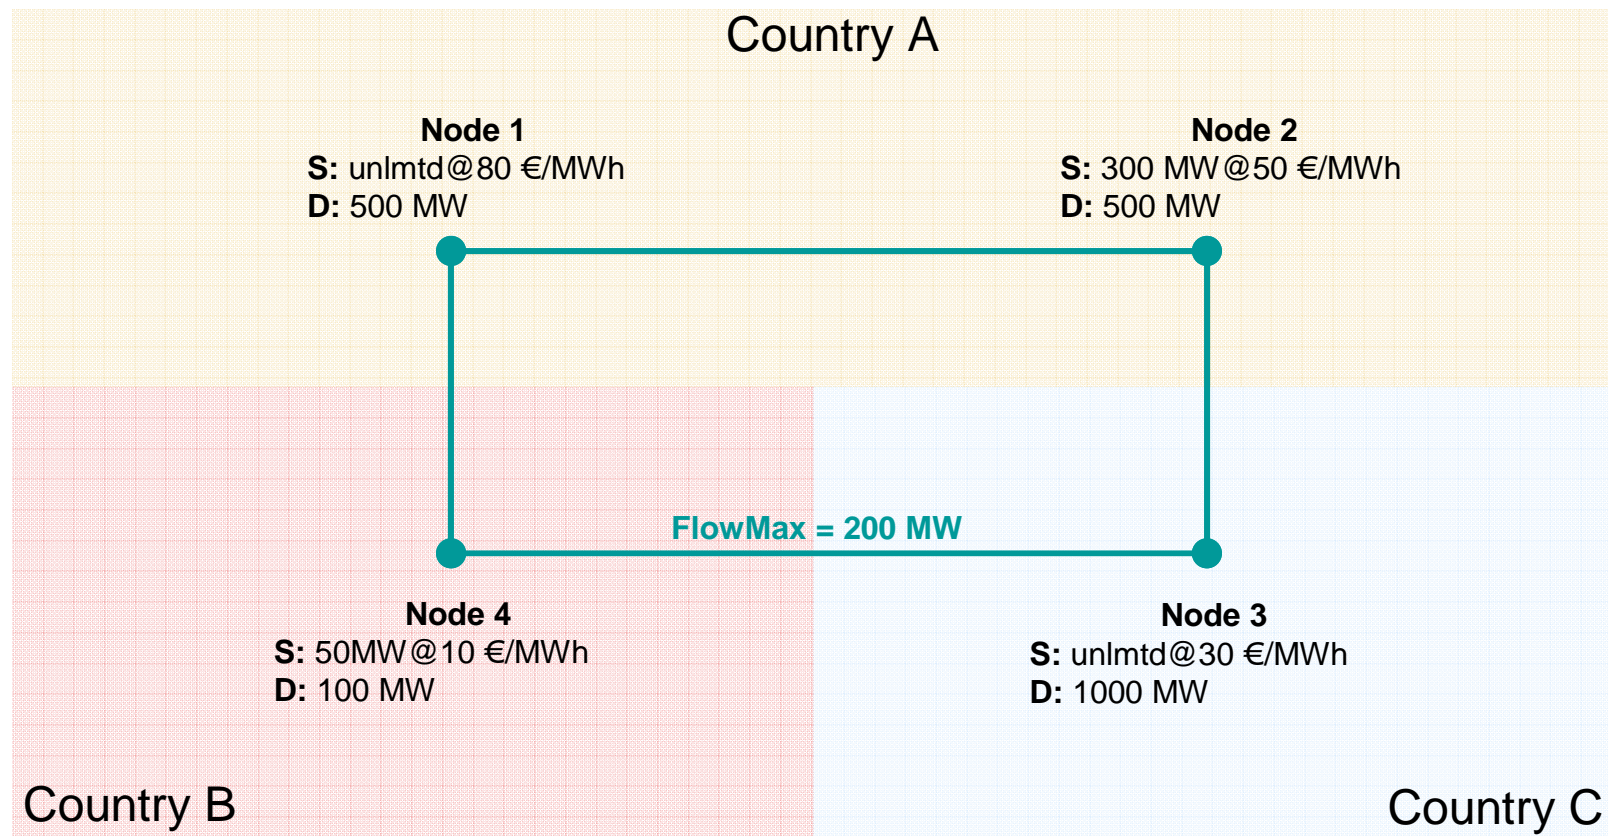 Country A
Node 1
S: unlmtd@80 €/MWh
D: 500 MW
Node 2
S: 300 MW@50 €/MWh
D: 500 MW
FlowMax = 200 MW
Node 4
S: 50MW@10 €/MWh
D: 100 MW
Node 3
S: unlmtd@30 €/MWh
D: 1000 MW
Country B
Country C